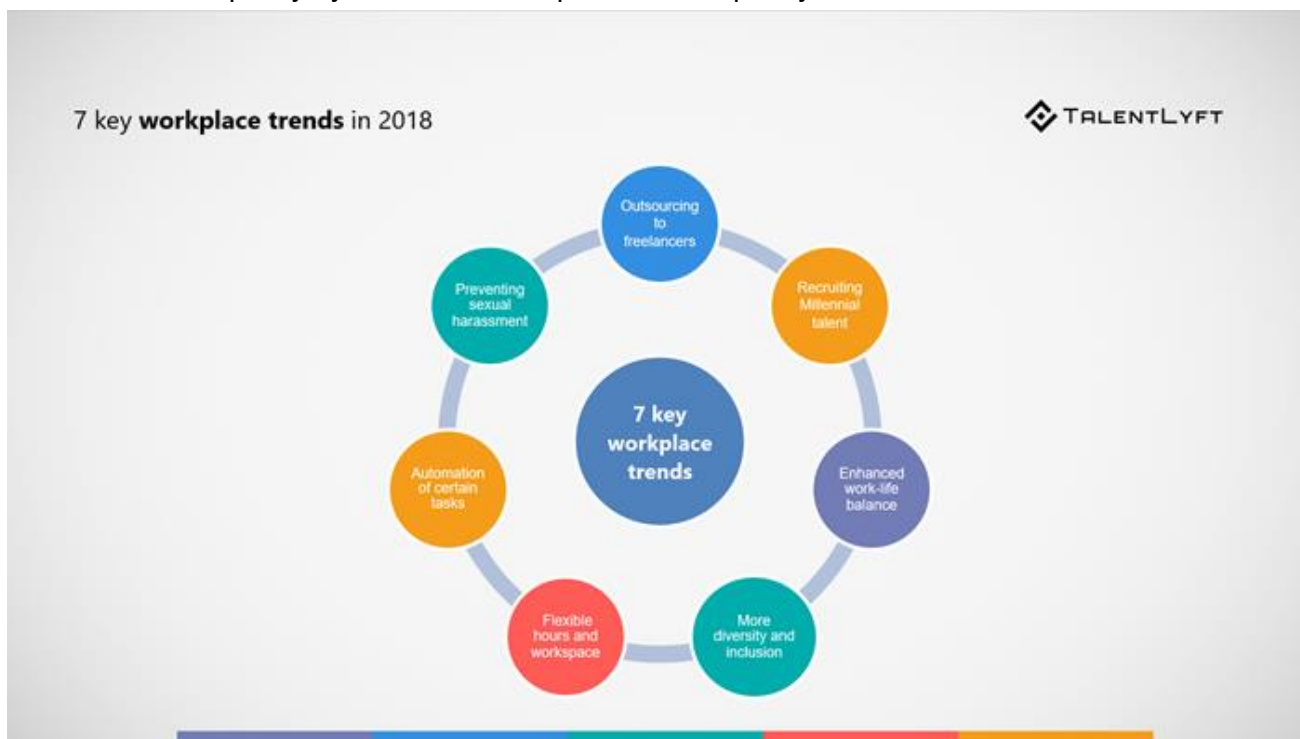 7 key workplace trends in 2018
TALENTLYFT
Outsourcing
to
freelancers
Recruiting
Millennial
talent
Enhanced
work-life
balance
More
diversity and
inclusion
Flexible
hours and
workspace
Automation
of certain
tasks
Preventing
sexual
harassment
7 key
workplace
trends